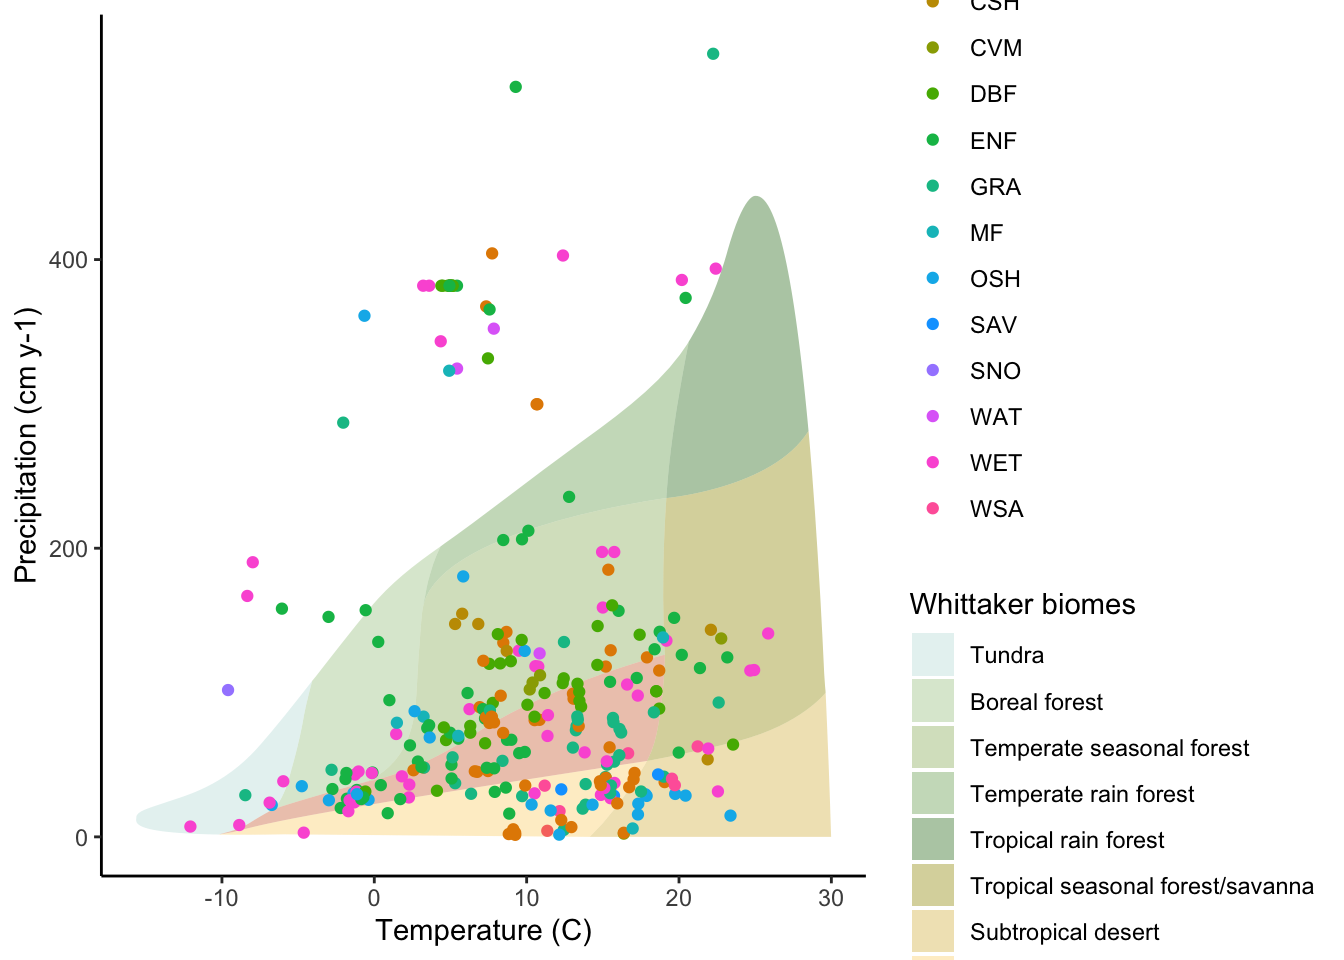 CSH
CVM
DBF
ENF
GRA
MF
OSH
SAV
SNO
WAT
WET
WSA
Whittaker biomes
Tundra
Boreal forest
Temperate seasonal forest
Temperate rain forest
Tropical rain forest
Tropical seasonal forest/savanna
Subtropical desert
Precipitation (cm y-1)
400
200
0
-10
0
10
20
30
Temperature (C)